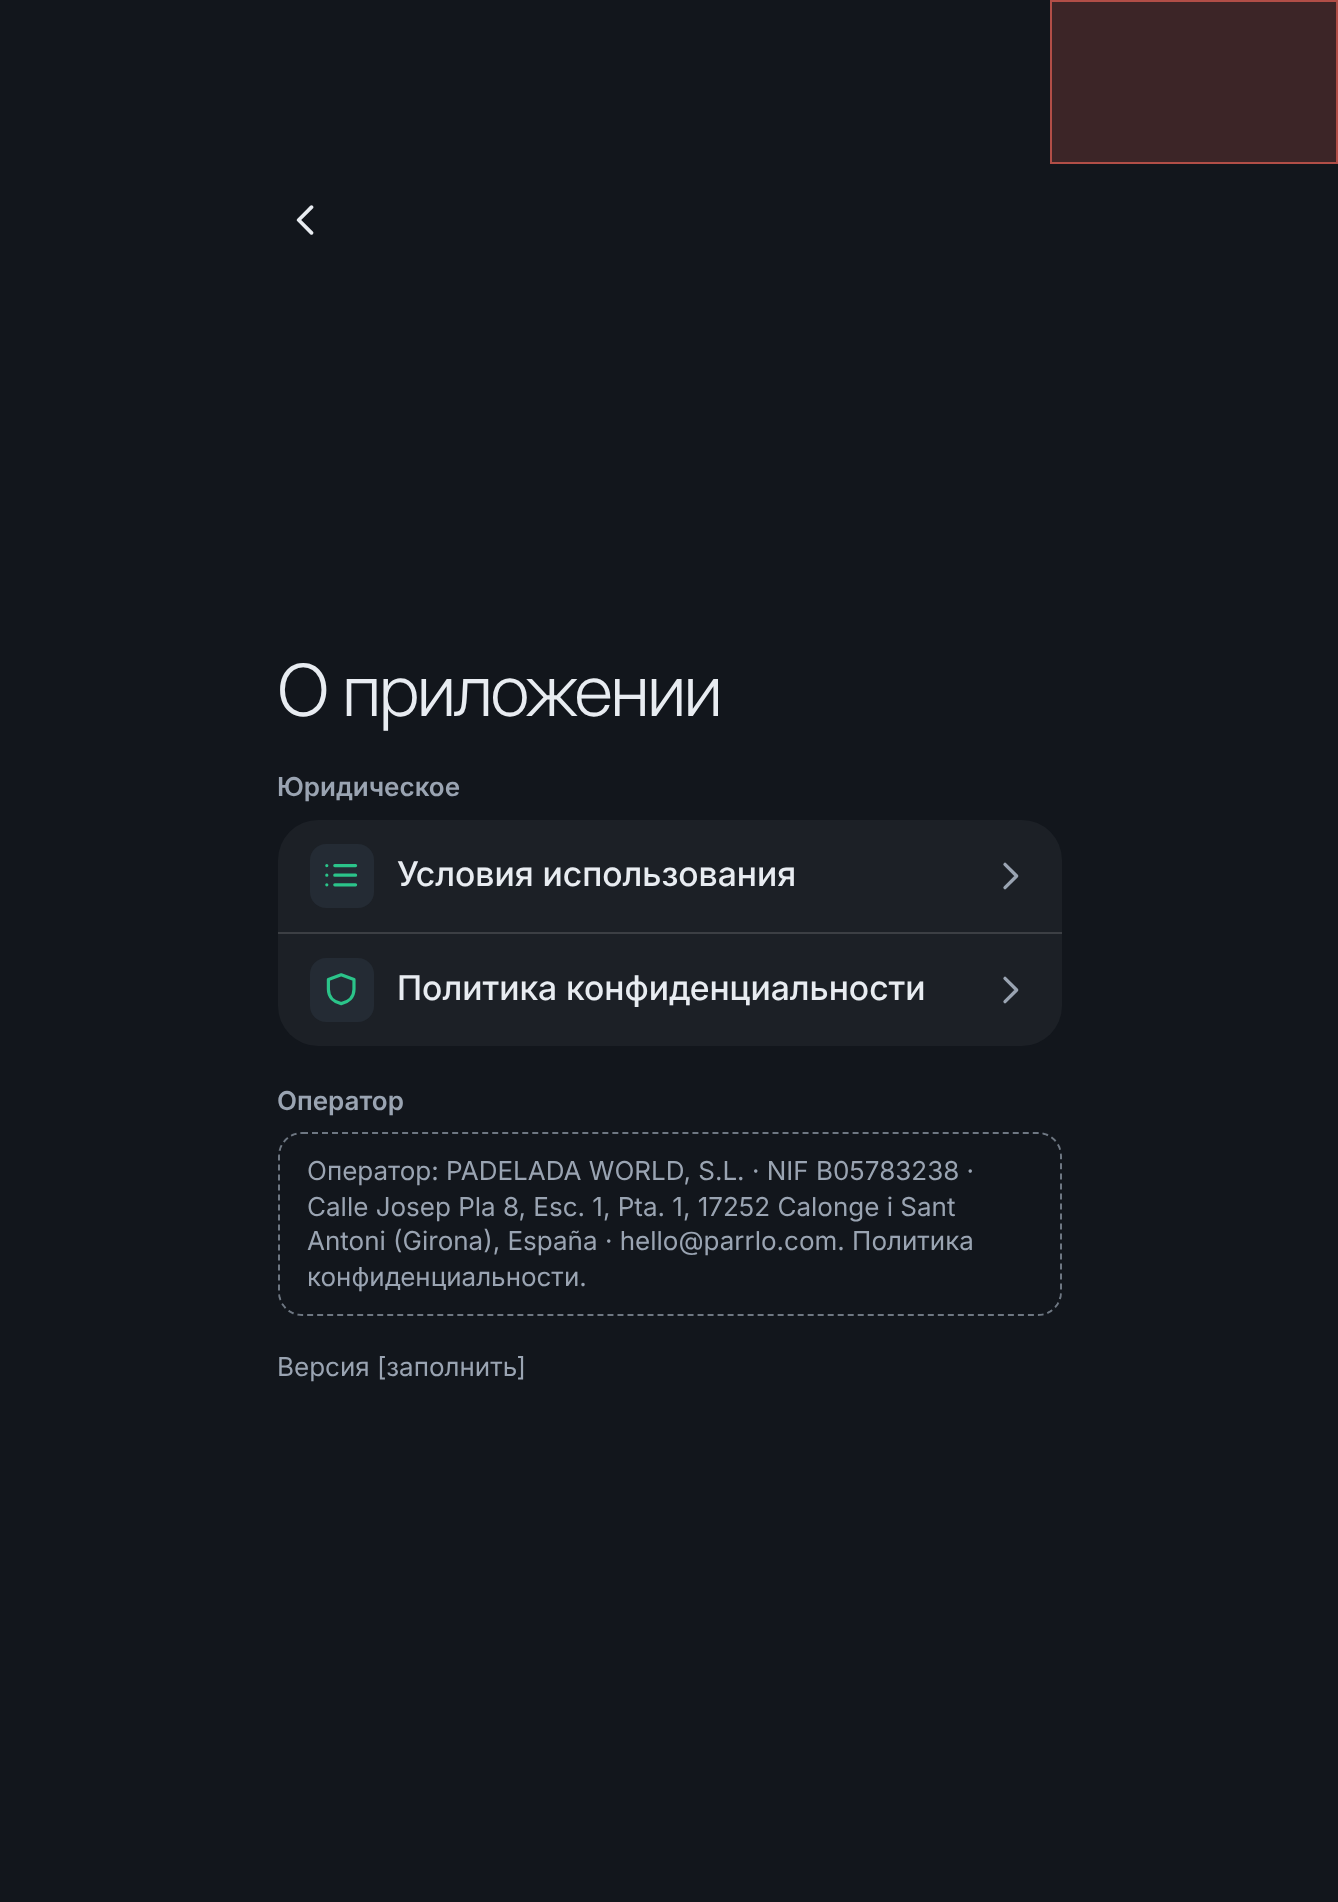 О приложении
Юридическое
Условия использования
Политика конфиденциальности
Оператор
Оператор: PADELADA WORLD, S.L. · NIF B05783238 ·
Calle Josep Pla 8, Esc. 1, Pta. 1, 17252 Calonge i Sant
Antoni (Girona), España · hello@parrlo.com. Политика
конфиденциальности.
Версия [заполнить]